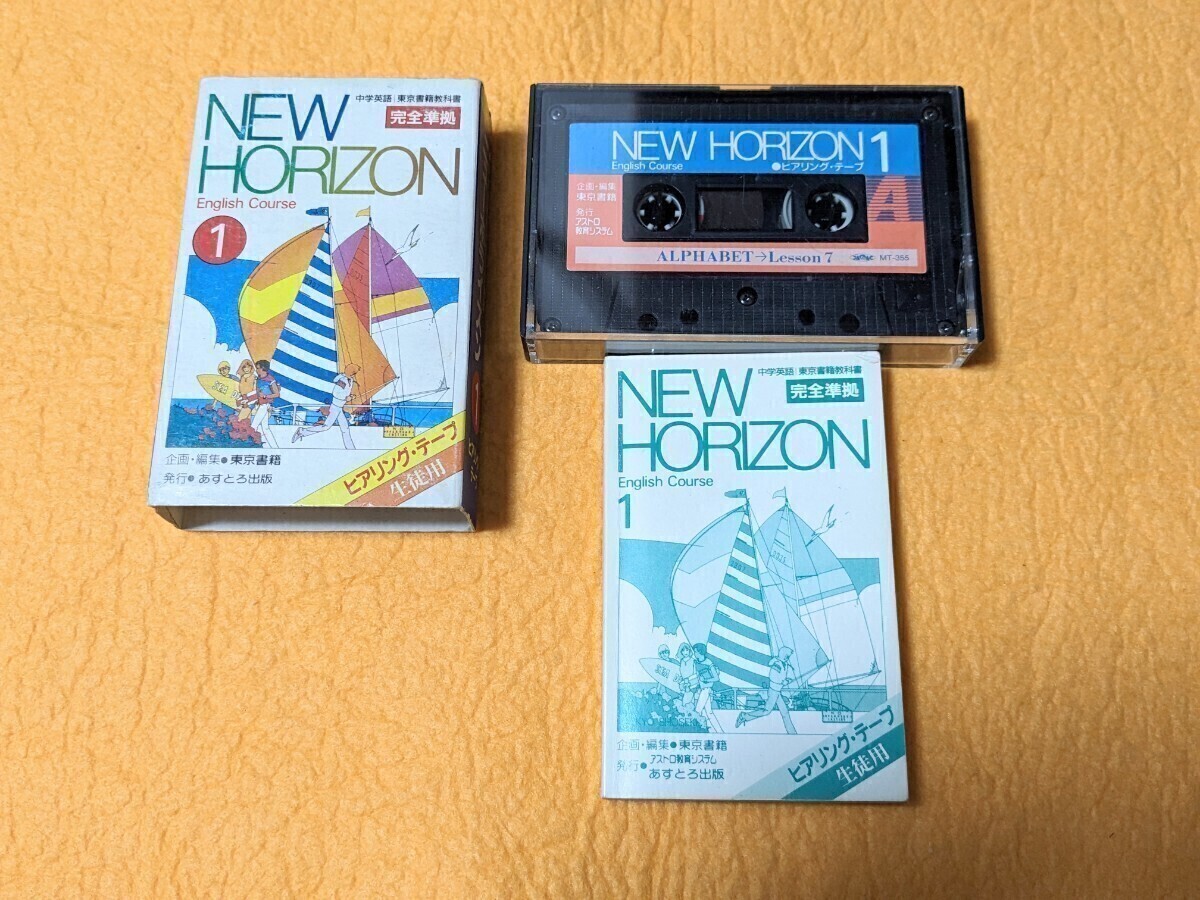 中学英語 東京書籍教科書
完全準拠
NEW
HORIZON
English Course
1
企画・編集●東京書籍
発行●あすとろ出版
ヒアリング・テープ
生徒用
NEW HORIZON 1
English Course
●ヒアリング・テープ
企画・編集
東京書籍
発行
アストロ
教育システム
A
ALPHABET→Lesson 7
MT-355
中学英語 東京書籍教科書
完全準拠
NEW
HORIZON
English Course
1
企画・編集●東京書籍
発行●アストロ教育システム
あすとろ出版
ヒアリング・テープ
生徒用